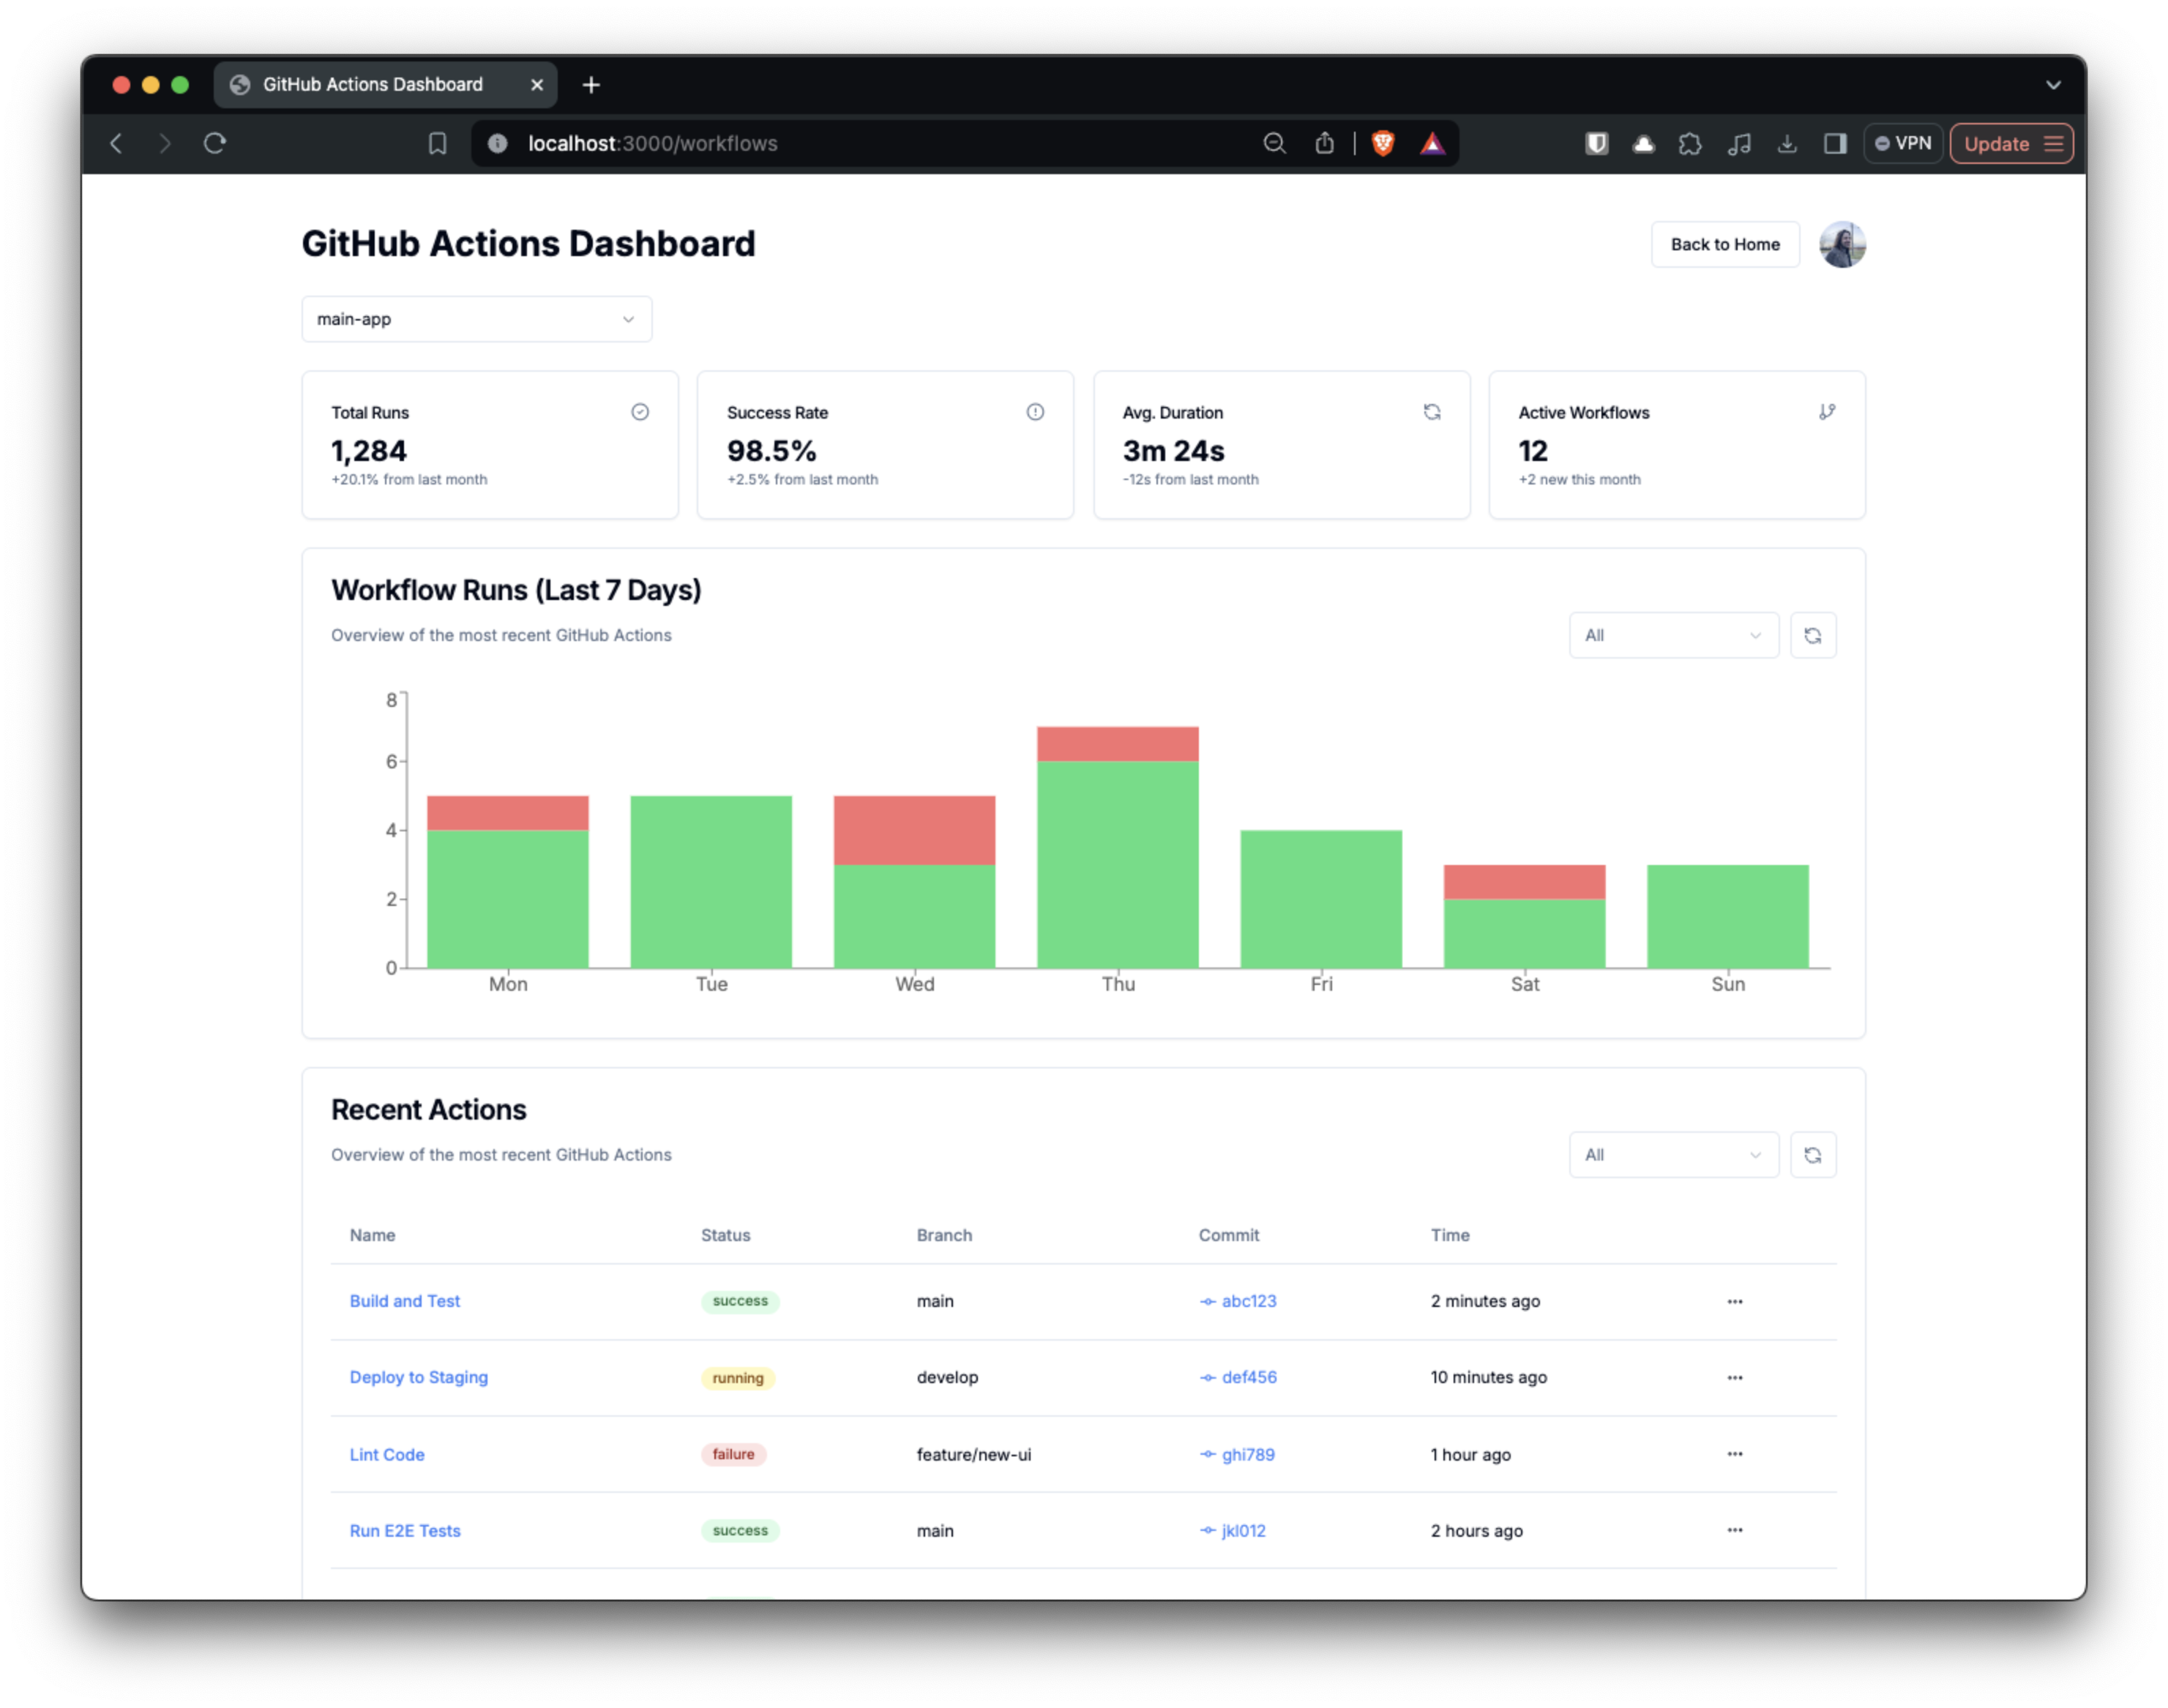 GitHub Actions Dashboard
localhost:3000/workflows
VPN
Update
GitHub Actions Dashboard
Back to Home
main-app
Total Runs
1,284
+20.1% from last month
Success Rate
98.5%
+2.5% from last month
Avg. Duration
3m 24s
-12s from last month
Active Workflows
12
+2 new this month
Workflow Runs (Last 7 Days)
Overview of the most recent GitHub Actions
All
8
6
4
2
0
Mon Tue Wed Thu Fri Sat Sun
Recent Actions
Overview of the most recent GitHub Actions
All
Name Status Branch Commit Time
Build and Test success main abc123 2 minutes ago
Deploy to Staging running develop def456 10 minutes ago
Lint Code failure feature/new-ui ghi789 1 hour ago
Run E2E Tests success main jkl012 2 hours ago